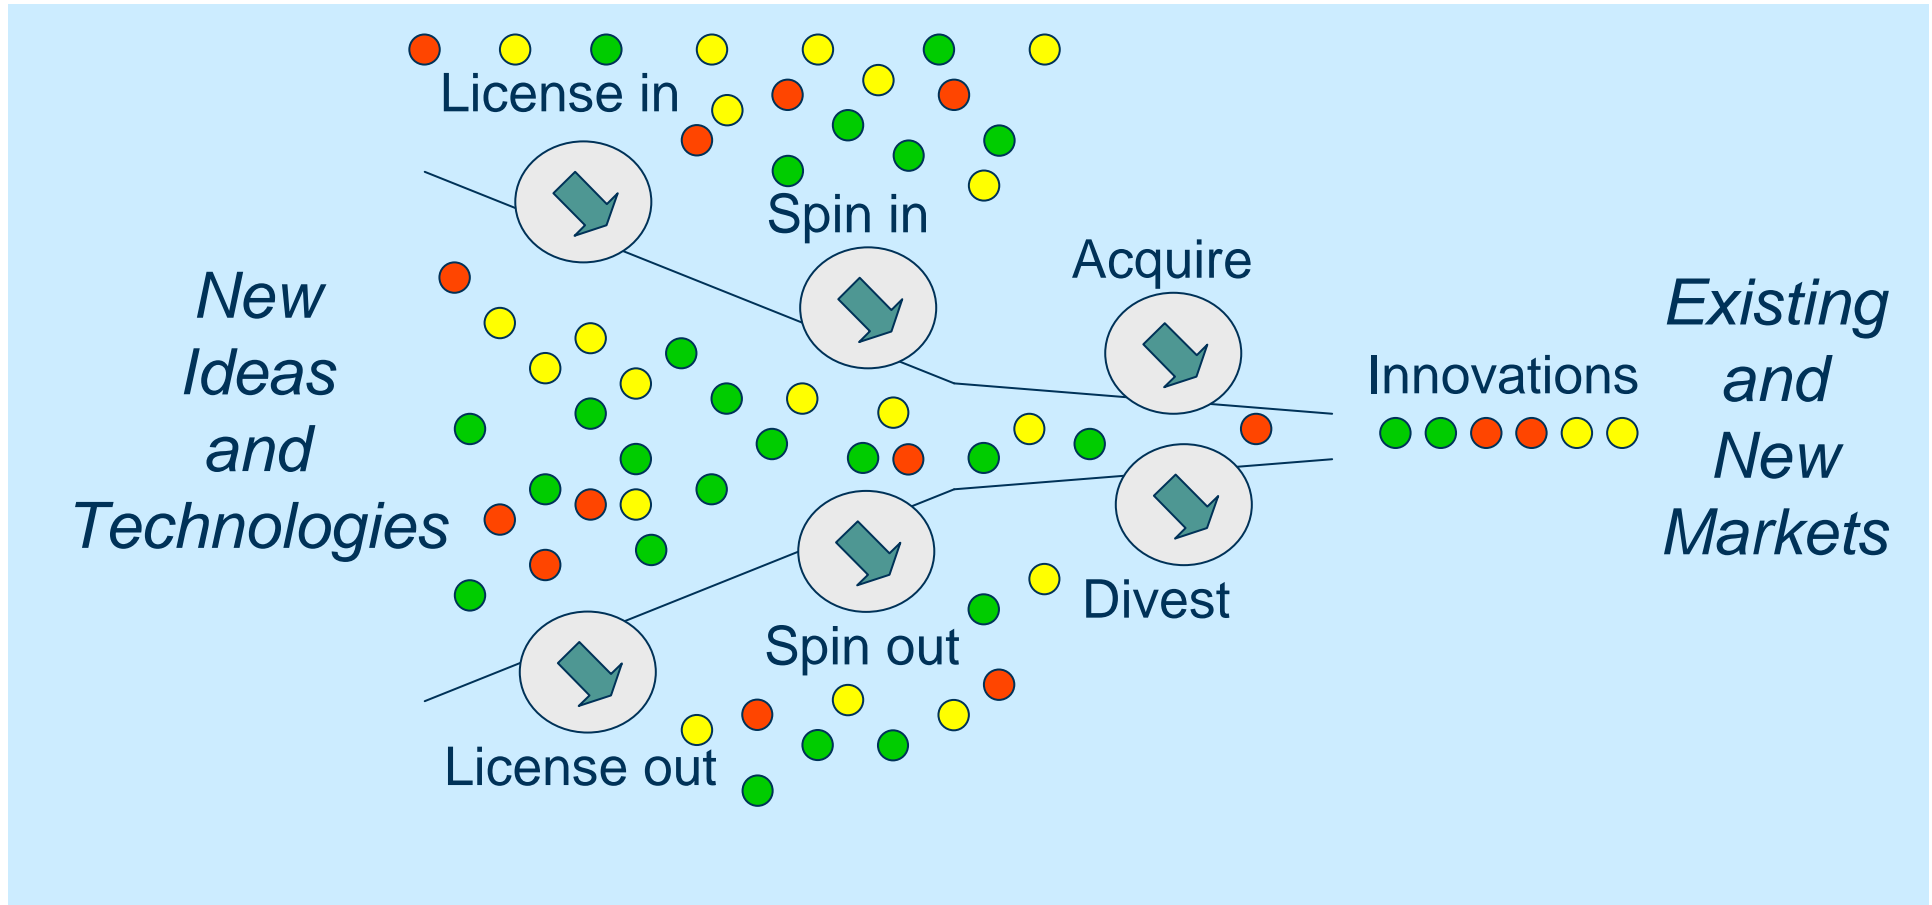 License in
Spin in
Acquire
New
Ideas
and
Technologies
Innovations
Existing
and
New
Markets
Divest
Spin out
License out